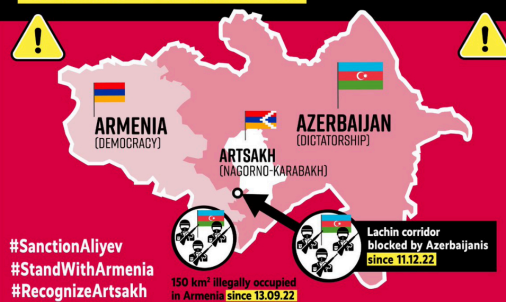 ARMENIA
(DEMOCRACY)
ARTSAKH
(NAGORNO-KARABAKH)
AZERBAIJAN
(DICTATORSHIP)
Lachin corridor
blocked by Azerbaijanis
since 11.12.22
150 km² illegally occupied
in Armenia since 13.09.22
#SanctionAliyev
#StandWithArmenia
#RecognizeArtsakh